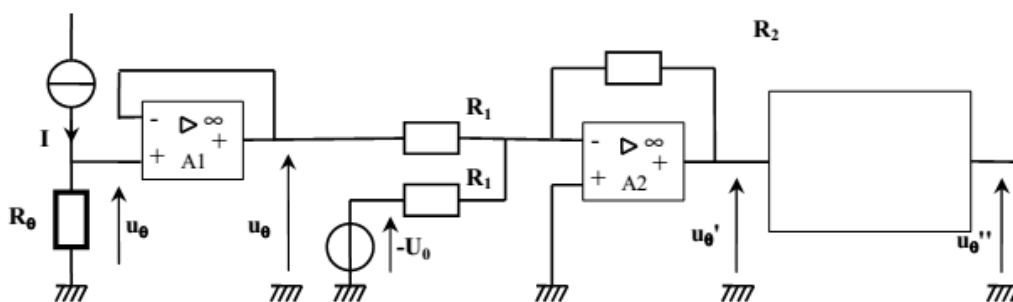 R₂
R₁
- ▷ ∞
+
I
+ A1
- ▷ ∞
+
R₁
+ A2
R_θ
u_θ
u_θ
-U₀
u_θ'
u_θ''